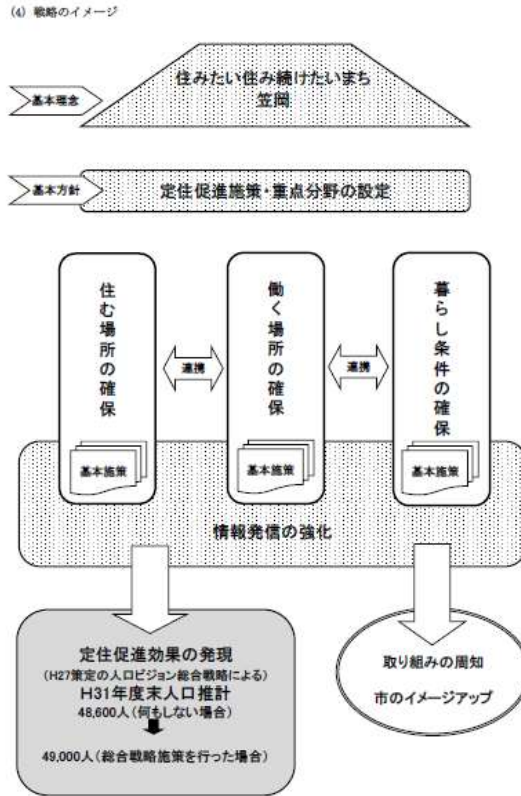 (4) 戦略のイメージ
住みたい住み続けたいまち
笠岡
基本理念
基本方針
定住促進施策・重点分野の設定
住む場所の確保
働く場所の確保
暮らし条件の確保
連携
連携
基本施策
基本施策
基本施策
情報発信の強化
定住促進効果の発現
(H27策定の人口ビジョン総合戦略による)
H31年度末人口推計
48,600人(何もしない場合)
49,000人(総合戦略施策を行った場合)
取り組みの周知
市のイメージアップ